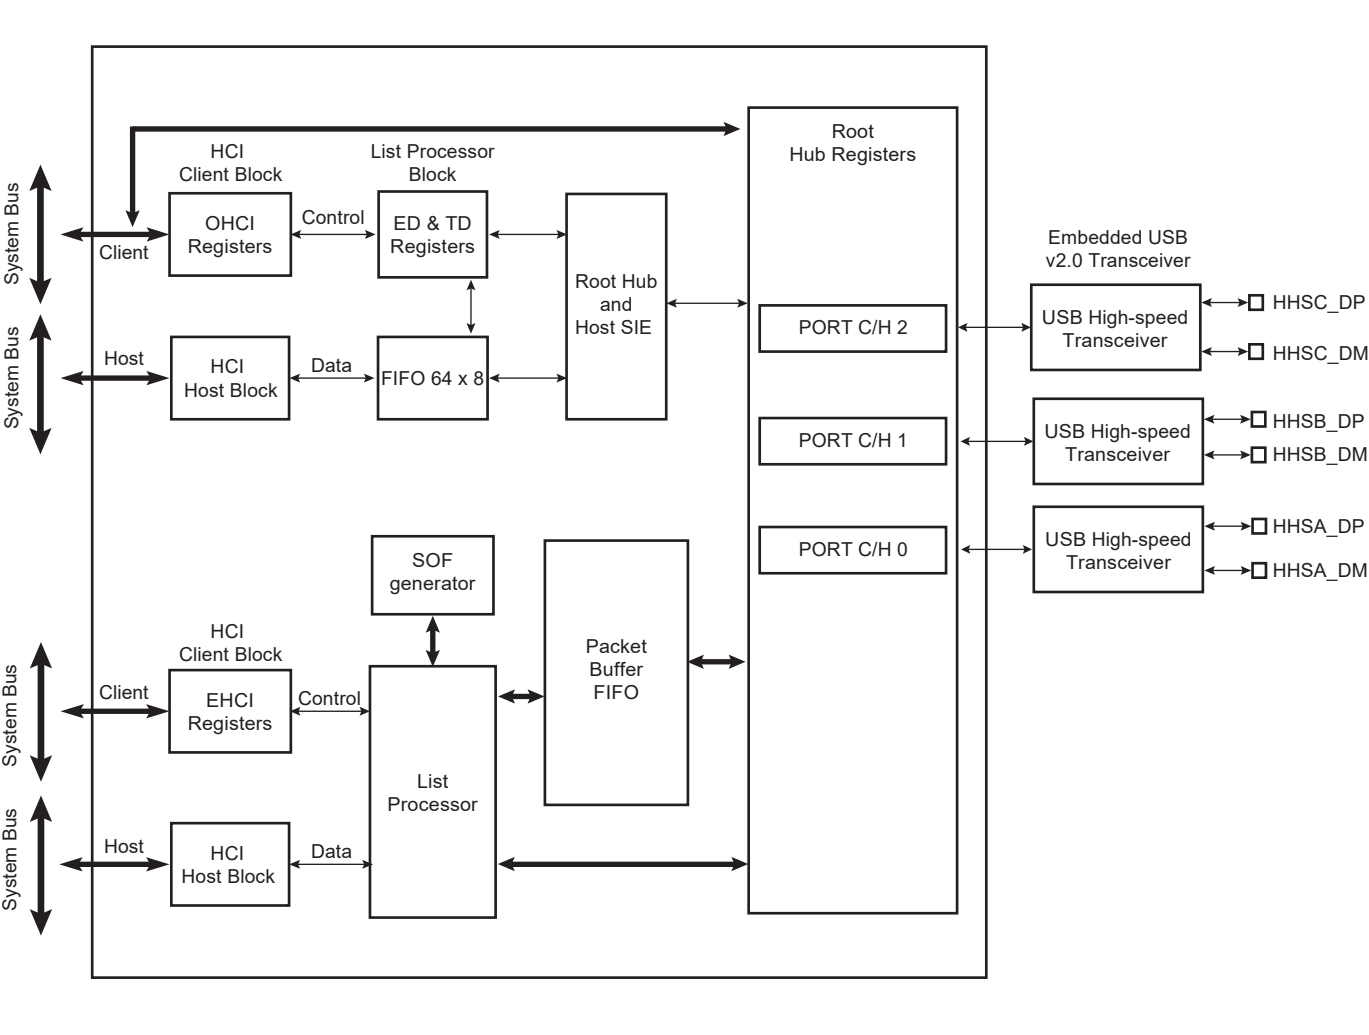 Root
Hub Registers
HCI
Client Block
List Processor
Block
System Bus
Client
OHCI
Registers
Control
ED & TD
Registers
Root Hub
and
Host SIE
Embedded USB
v2.0 Transceiver
PORT C/H 2
USB High-speed
Transceiver
HHSC_DP
HHSC_DM
System Bus
Host
HCI
Host Block
Data
FIFO 64 x 8
PORT C/H 1
USB High-speed
Transceiver
HHSB_DP
HHSB_DM
PORT C/H 0
USB High-speed
Transceiver
HHSA_DP
HHSA_DM
SOF
generator
Packet
Buffer
FIFO
HCI
Client Block
System Bus
Client
EHCI
Registers
Control
List
Processor
System Bus
Host
HCI
Host Block
Data